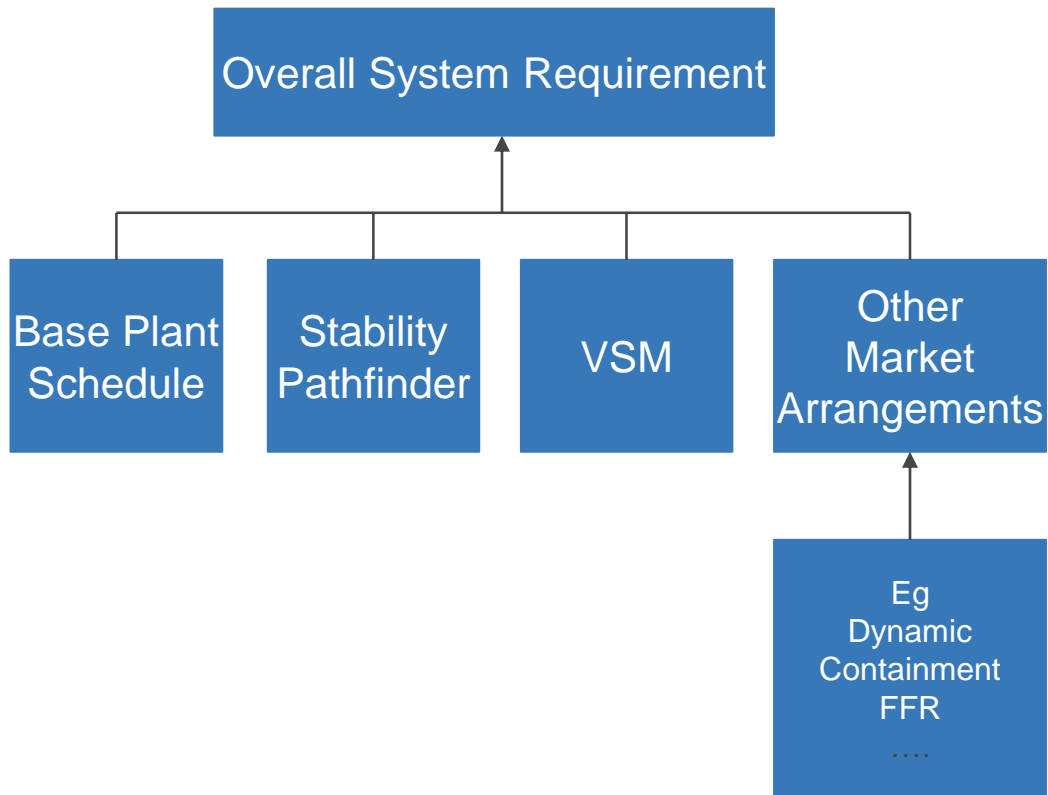 Overall System Requirement
Base Plant
Schedule
Stability
Pathfinder
VSM
Other
Market
Arrangements
Eg
Dynamic
Containment
FFR
....